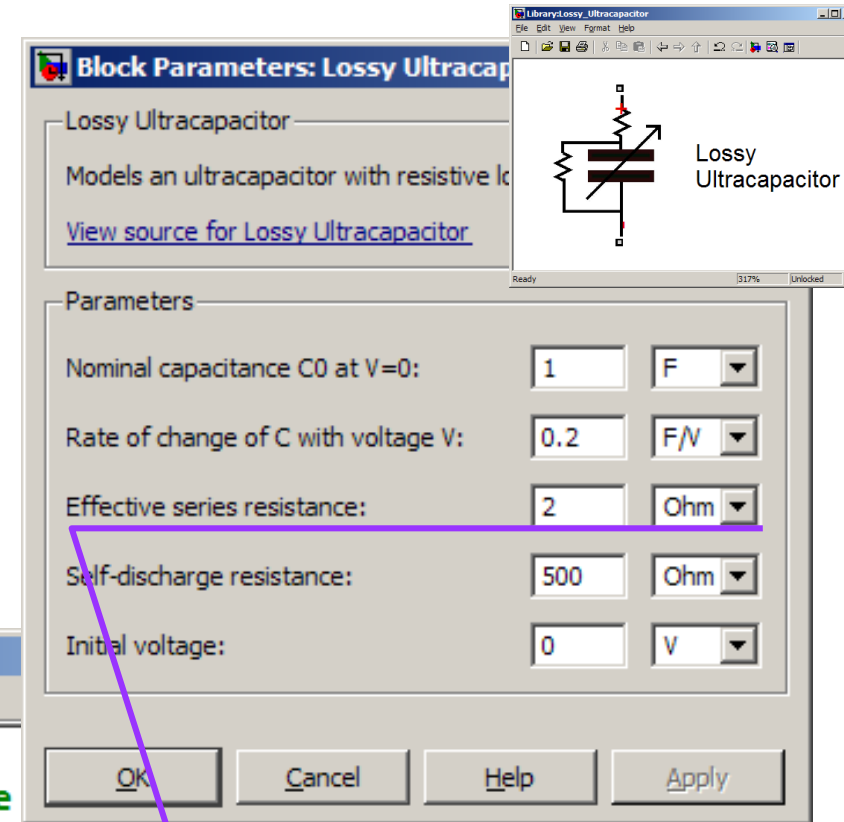 Library:Lossy_Ultracapacitor
File Edit View Format Help
Lossy
Ultracapacitor
Ready 317% Unlocked
Block Parameters: Lossy Ultracap
Lossy Ultracapacitor
Models an ultracapacitor with resistive lo
View source for Lossy Ultracapacitor
Parameters
Nominal capacitance C0 at V=0: 1 F
Rate of change of C with voltage V: 0.2 F/V
Effective series resistance: 2 Ohm
Self-discharge resistance: 500 Ohm
Initial voltage: 0 V
OK Cancel Help Apply
e